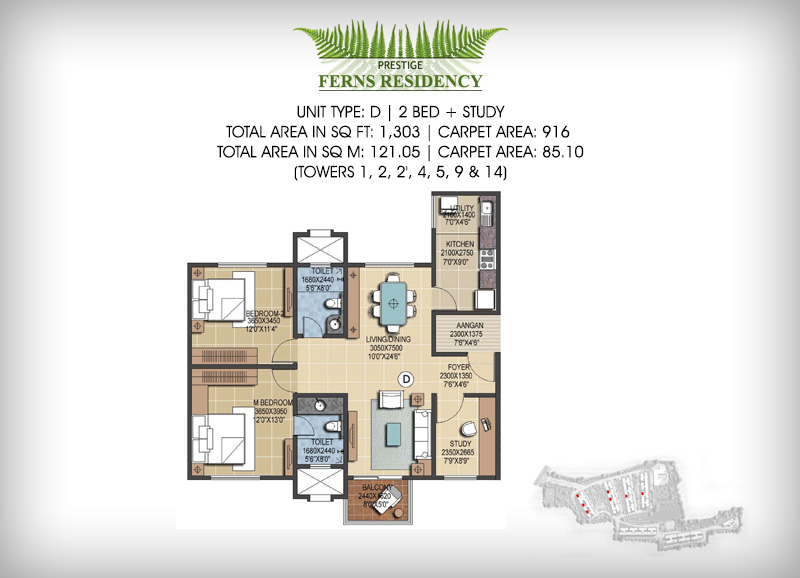 PRESTIGE
FERNS RESIDENCY
UNIT TYPE: D | 2 BED + STUDY
TOTAL AREA IN SQ FT: 1,303 | CARPET AREA: 916
TOTAL AREA IN SQ M: 121.05 | CARPET AREA: 85.10
(TOWERS 1, 2, 2', 4, 5, 9 & 14)
UTILITY
2100X1400
7'0"X4'6"
KITCHEN
2100X2750
7'0"X9'0"
TOILET
1680X2440
5'6"X8'0"
BEDROOM-2
3650X3450
12'0"X11'4"
AANGAN
2300X1375
7'6"X4'6"
LIVING/DINING
3050X7500
10'0"X24'6"
FOYER
2300X1350
7'6"X4'6"
D
M BEDROOM
3650X3950
12'0"X13'0"
TOILET
1680X2440
5'6"X8'0"
STUDY
2350X2665
7'9"X8'9"
BALCONY
2440X1520
8'0"X5'0"